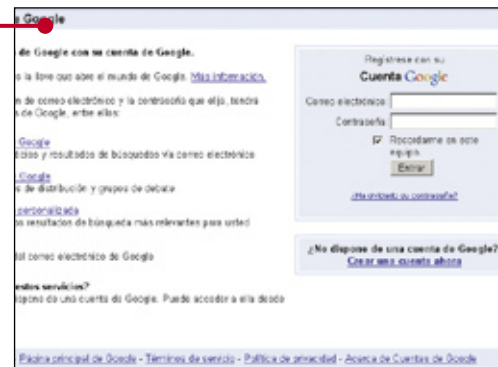 Google
de Google con su cuenta de Google.
la llave que abre el mundo de Google. Más información.
de correo electrónico y la contraseña que elija, tendrá
de Google, entre ellos:
Google
y resultados de búsquedas vía correo electrónico
Google
de distribución y grupos de debate
personalizada
resultados de búsqueda más relevantes para usted
correo electrónico de Google
estos servicios?
dispone de una cuenta de Google. Puede acceder a ella desde
Regístrese con su
Cuenta Google
Correo electrónico:
Contraseña:
Recordarme en este
equipo.
Entrar
¿Ha olvidado su contraseña?
¿No dispone de una cuenta de Google?
Crear una cuenta ahora
Página principal de Google - Términos de servicio - Política de privacidad - Acerca de Cuentas de Google